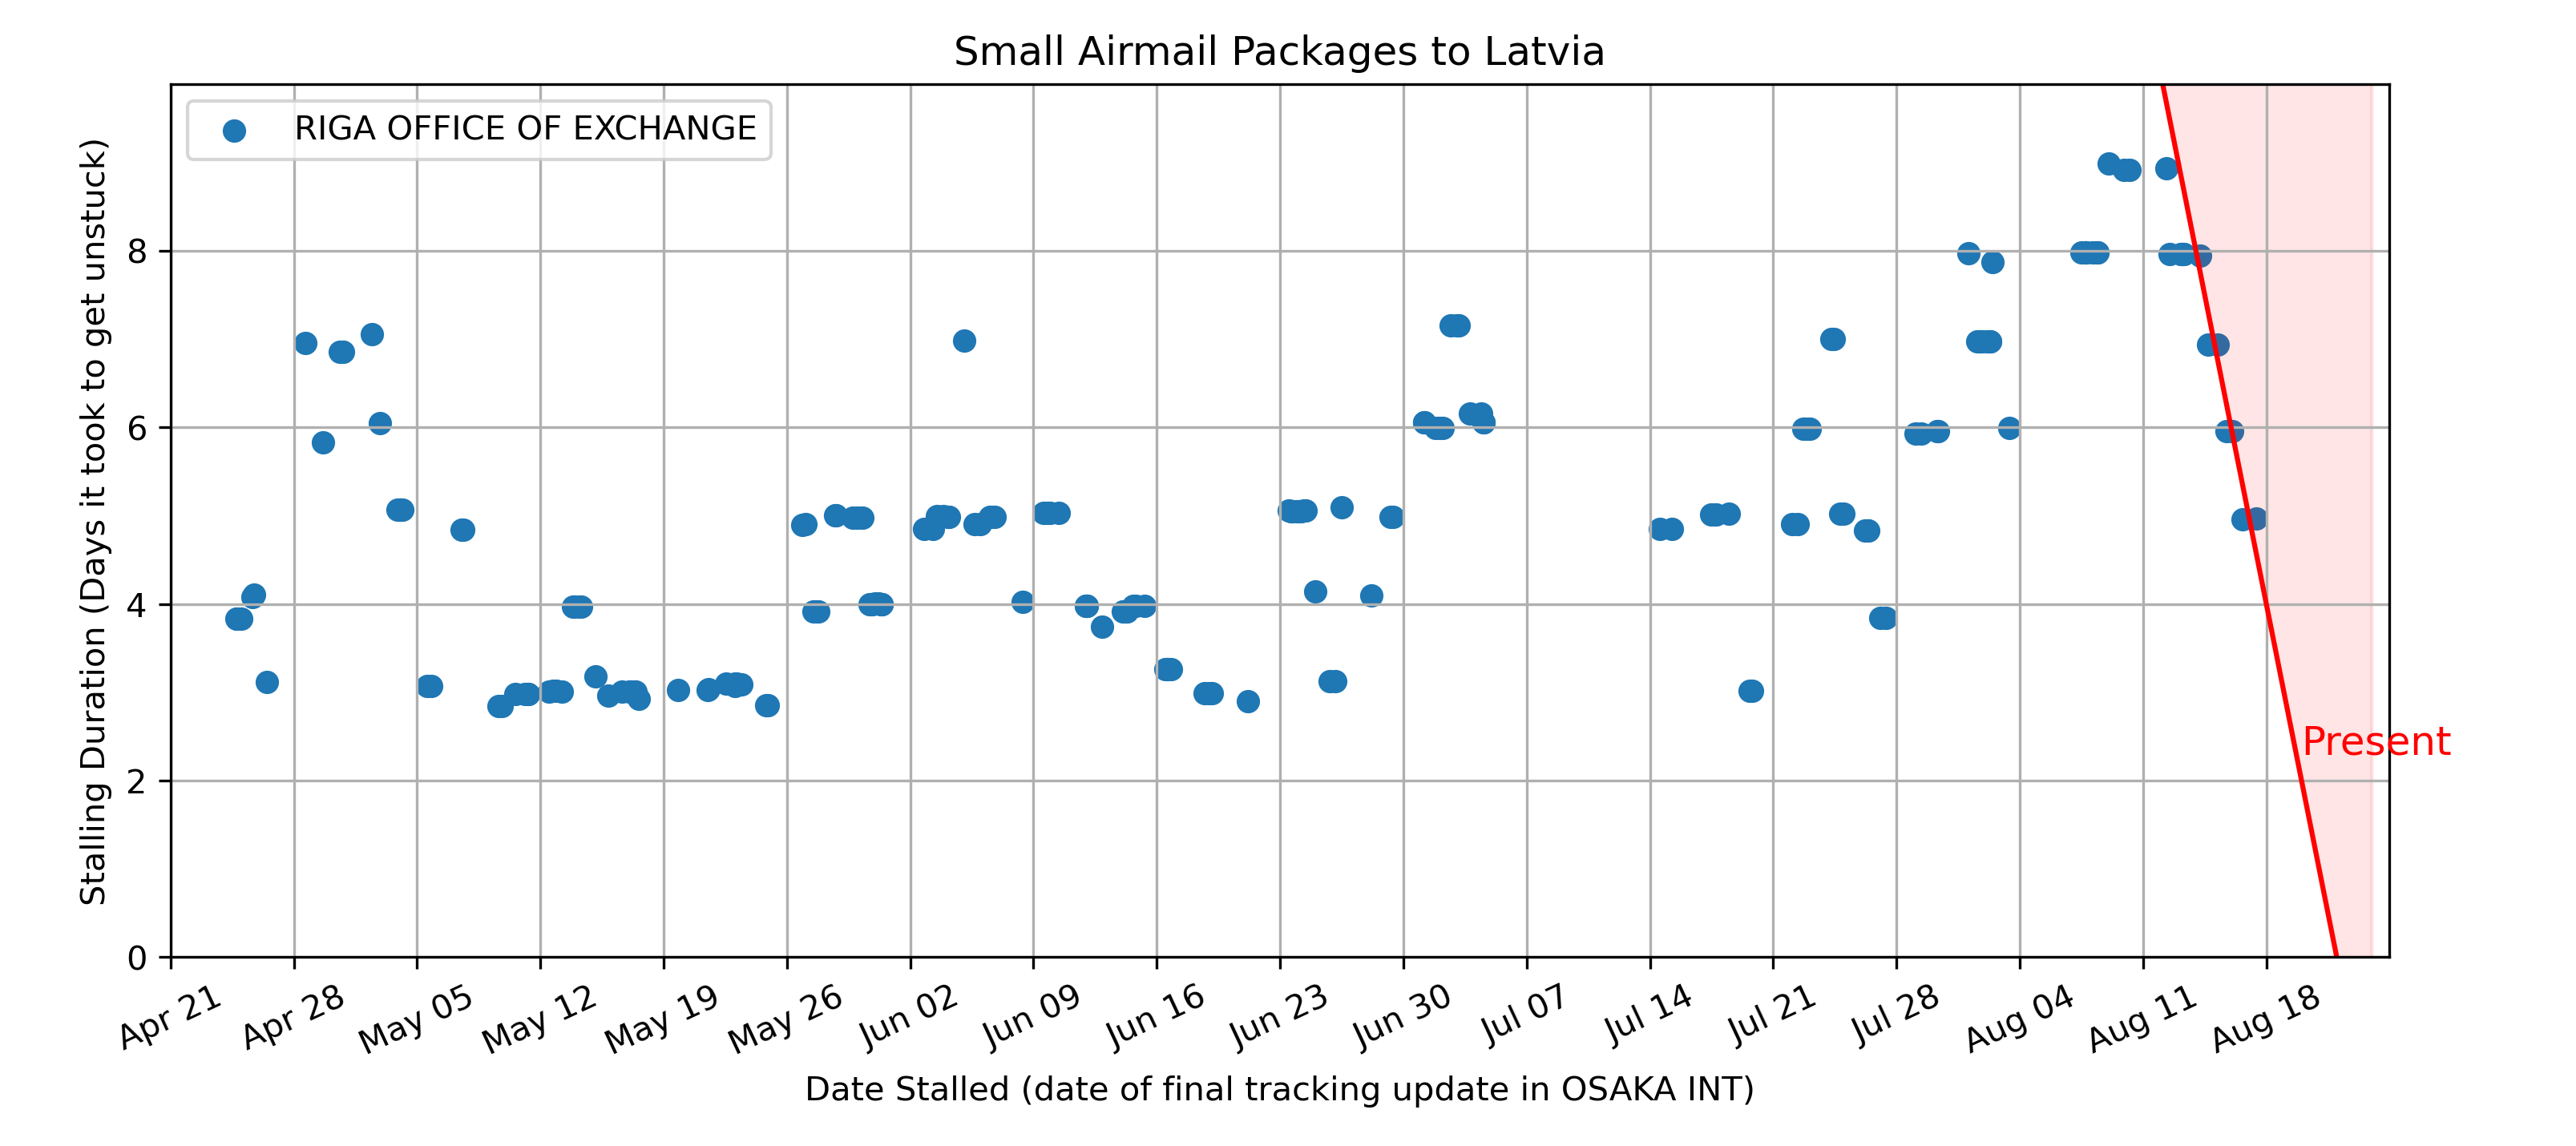 Small Airmail Packages to Latvia
RIGA OFFICE OF EXCHANGE
Stalling Duration (Days it took to get unstuck)
8
6
4
2
0
Present
Apr 21
Apr 28
May 05
May 12
May 19
May 26
Jun 02
Jun 09
Jun 16
Jun 23
Jun 30
Jul 07
Jul 14
Jul 21
Jul 28
Aug 04
Aug 11
Aug 18
Date Stalled (date of final tracking update in OSAKA INT)